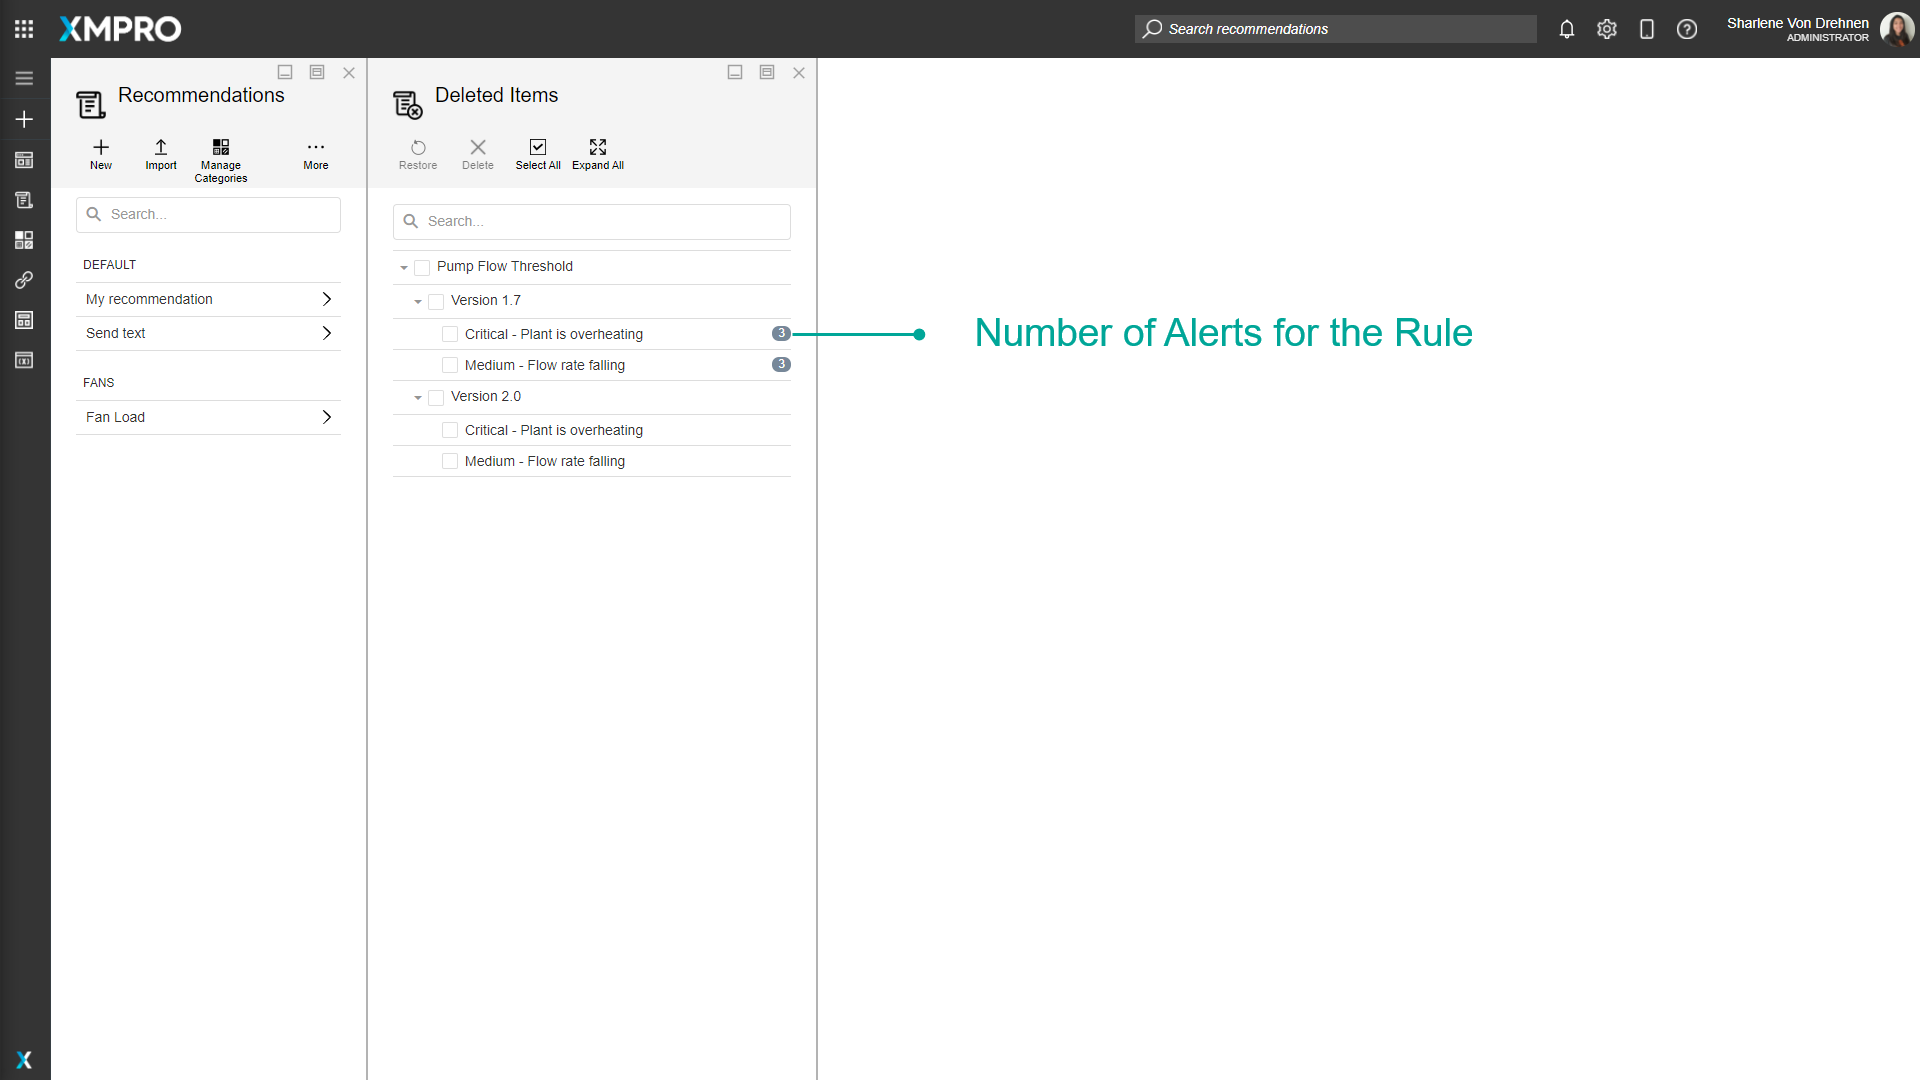 XMPRO
Search recommendations
Sharlene Von Drehnen
ADMINISTRATOR
Recommendations
New
Import
Manage
Categories
More
Search...
DEFAULT
My recommendation
Send text
FANS
Fan Load
Deleted Items
Restore
Delete
Select All
Expand All
Search...
Pump Flow Threshold
Version 1.7
Critical - Plant is overheating 3
Medium - Flow rate falling 3
Version 2.0
Critical - Plant is overheating
Medium - Flow rate falling
Number of Alerts for the Rule